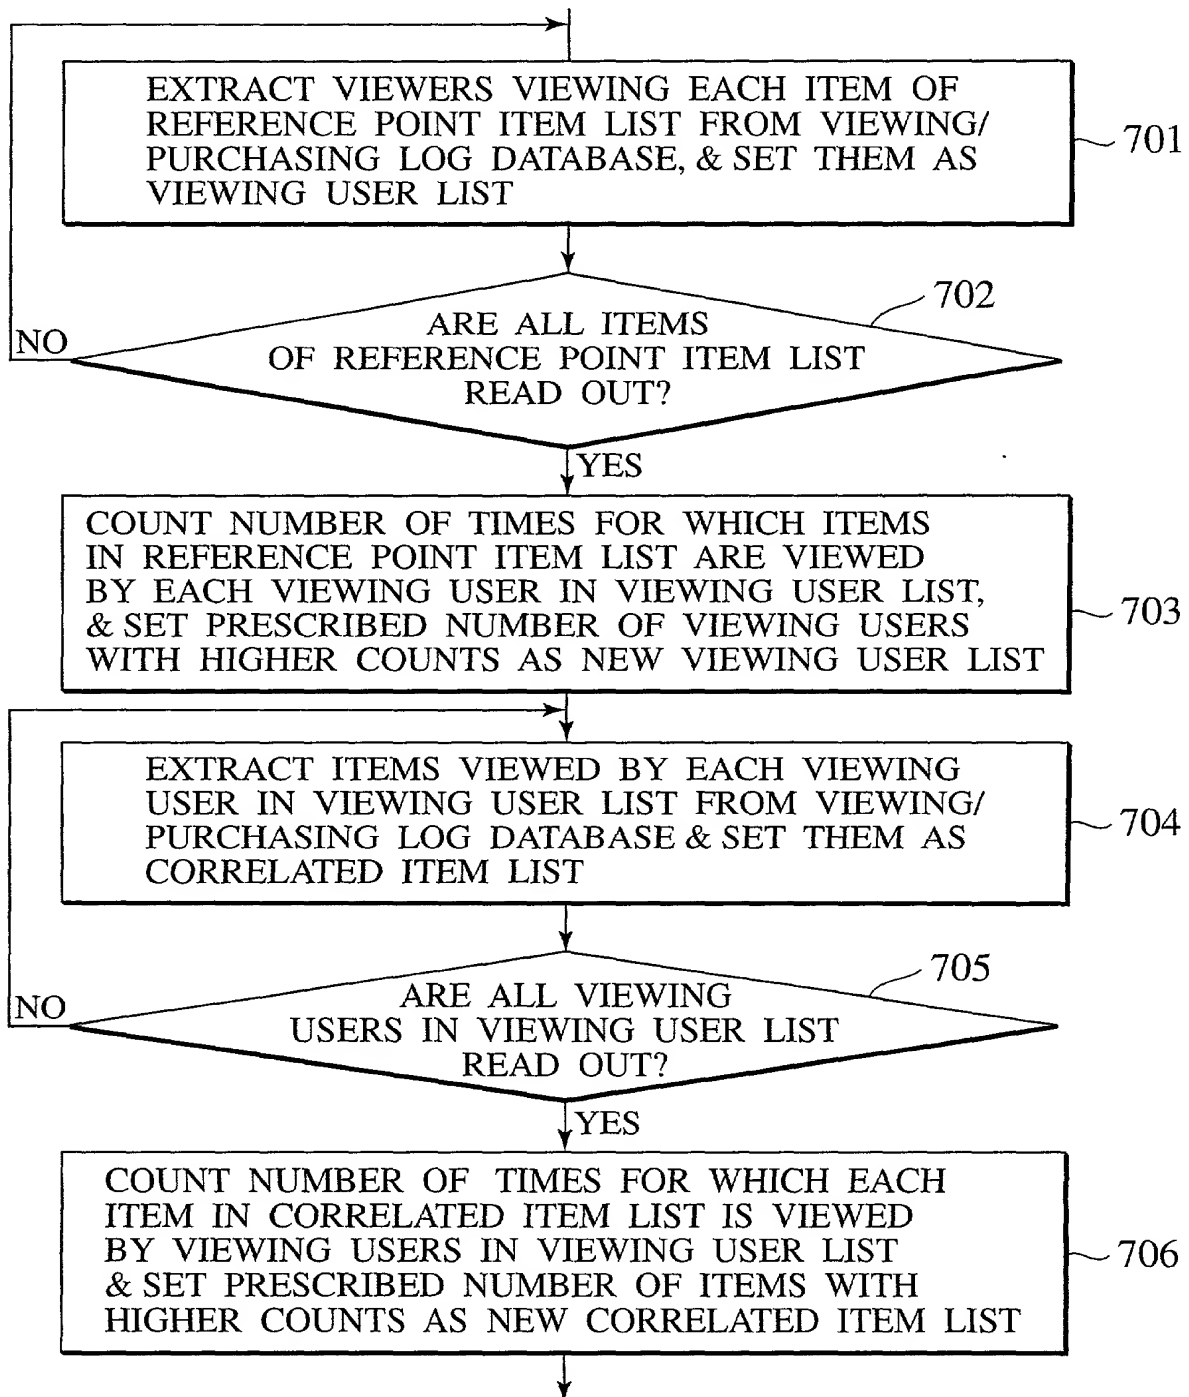 EXTRACT VIEWERS VIEWING EACH ITEM OF
REFERENCE POINT ITEM LIST FROM VIEWING/
PURCHASING LOG DATABASE, & SET THEM AS
VIEWING USER LIST
701
702
ARE ALL ITEMS
OF REFERENCE POINT ITEM LIST
READ OUT?
NO
YES
COUNT NUMBER OF TIMES FOR WHICH ITEMS
IN REFERENCE POINT ITEM LIST ARE VIEWED
BY EACH VIEWING USER IN VIEWING USER LIST,
& SET PRESCRIBED NUMBER OF VIEWING USERS
WITH HIGHER COUNTS AS NEW VIEWING USER LIST
703
EXTRACT ITEMS VIEWED BY EACH VIEWING
USER IN VIEWING USER LIST FROM VIEWING/
PURCHASING LOG DATABASE & SET THEM AS
CORRELATED ITEM LIST
704
705
ARE ALL VIEWING
USERS IN VIEWING USER LIST
READ OUT?
NO
YES
COUNT NUMBER OF TIMES FOR WHICH EACH
ITEM IN CORRELATED ITEM LIST IS VIEWED
BY VIEWING USERS IN VIEWING USER LIST
& SET PRESCRIBED NUMBER OF ITEMS WITH
HIGHER COUNTS AS NEW CORRELATED ITEM LIST
706